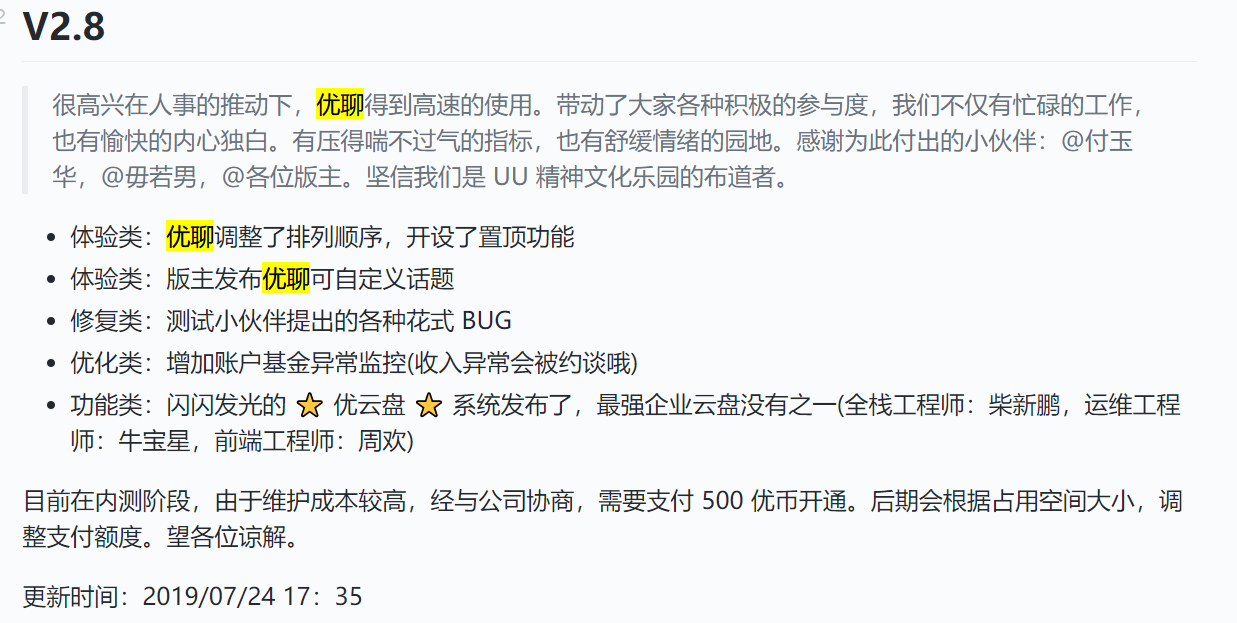 2
V2.8
很高兴在人事的推动下，优聊得到高速的使用。带动了大家各种积极的参与度，我们不仅有忙碌的工作，
也有愉快的内心独白。有压得喘不过气的指标，也有舒缓情绪的园地。感谢为此付出的小伙伴：@付玉
华，@毋若男，@各位版主。坚信我们是 UU 精神文化乐园的布道者。
• 体验类：优聊调整了排列顺序，开设了置顶功能
• 体验类：版主发布优聊可自定义话题
• 修复类：测试小伙伴提出的各种花式 BUG
• 优化类：增加账户基金异常监控(收入异常会被约谈哦)
• 功能类：闪闪发光的 ⭐ 优云盘 ⭐ 系统发布了，最强企业云盘没有之一(全栈工程师：柴新鹏，运维工程
师：牛宝星，前端工程师：周欢)
目前在内测阶段，由于维护成本较高，经与公司协商，需要支付 500 优币开通。后期会根据占用空间大小，调
整支付额度。望各位谅解。
更新时间：2019/07/24 17：35